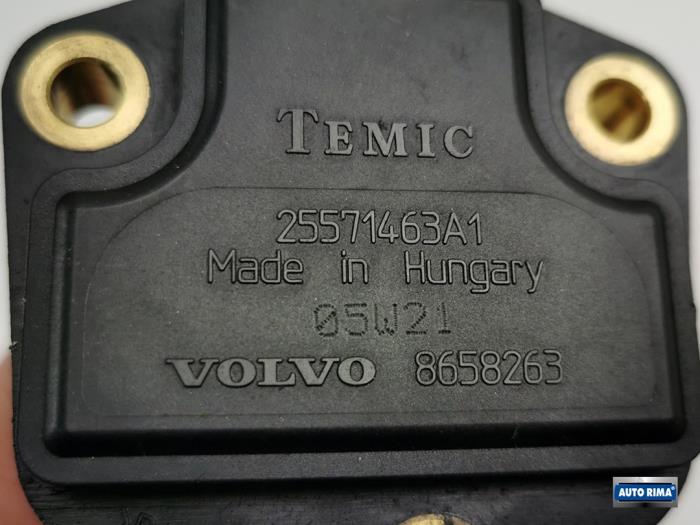 TEMIC
25571463A1
Made in Hungary
05W21
VOLVO 8658263
AUTO RIMA®